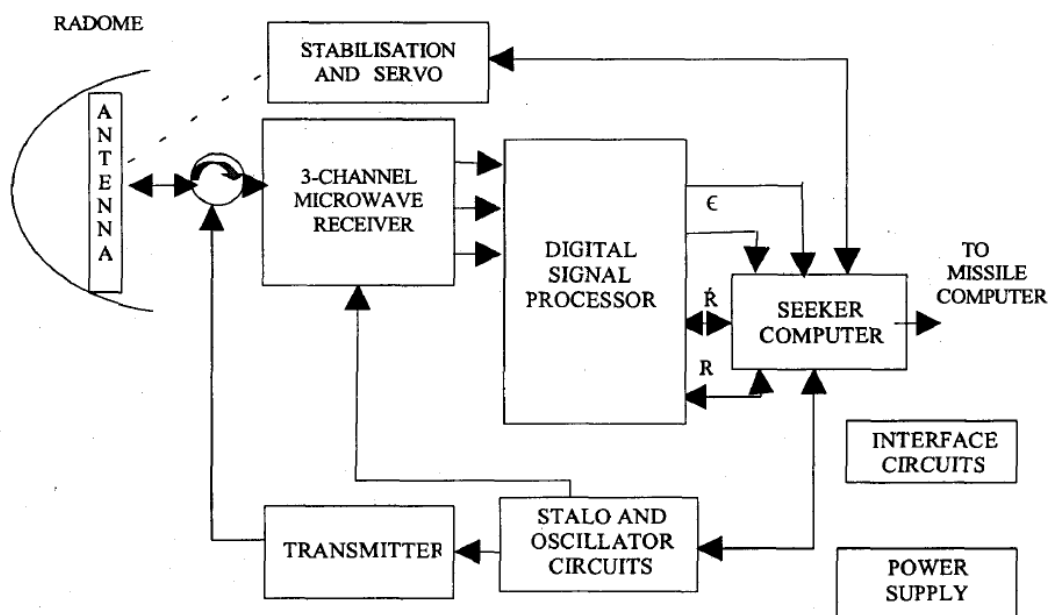 RADOME
STABILISATION
AND SERVO
ANTENNA
3-CHANNEL
MICROWAVE
RECEIVER
DIGITAL
SIGNAL
PROCESSOR
ϵ
Ṙ
R
SEEKER
COMPUTER
TO
MISSILE
COMPUTER
INTERFACE
CIRCUITS
TRANSMITTER
STALO AND
OSCILLATOR
CIRCUITS
POWER
SUPPLY